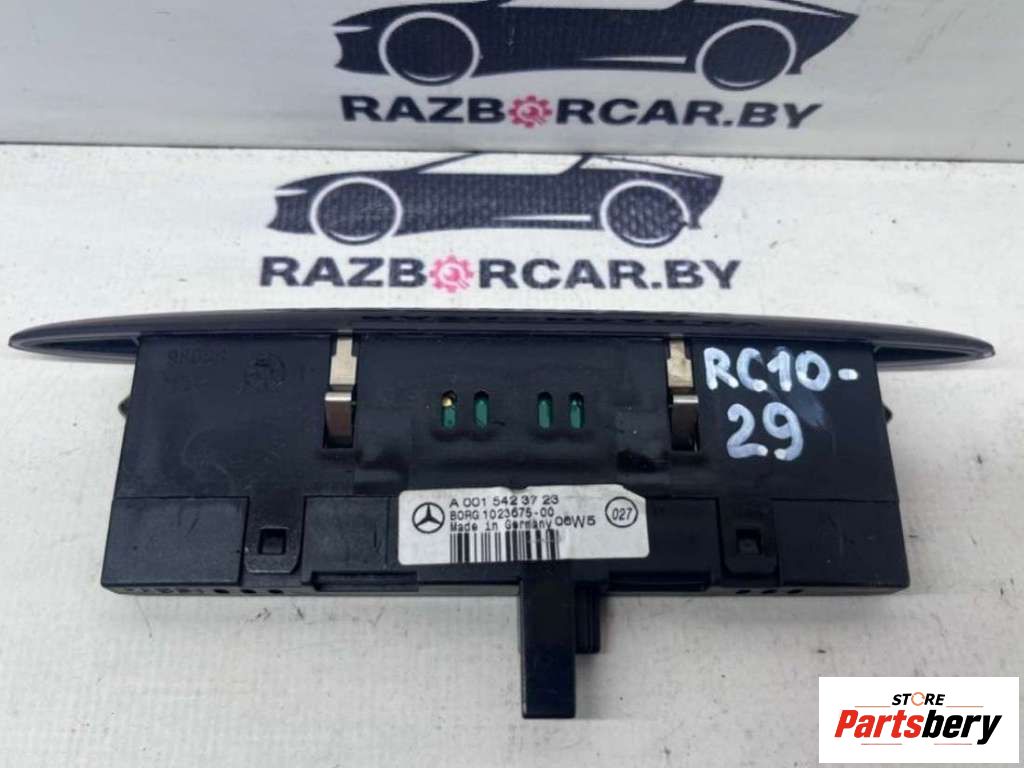 RAZBORCAR.BY
RAZBORCAR.BY
RC10-
29
A 001 542 37 23
BORG 1023675-00
Made in Germany 06W5
027
STORE
Partsbery